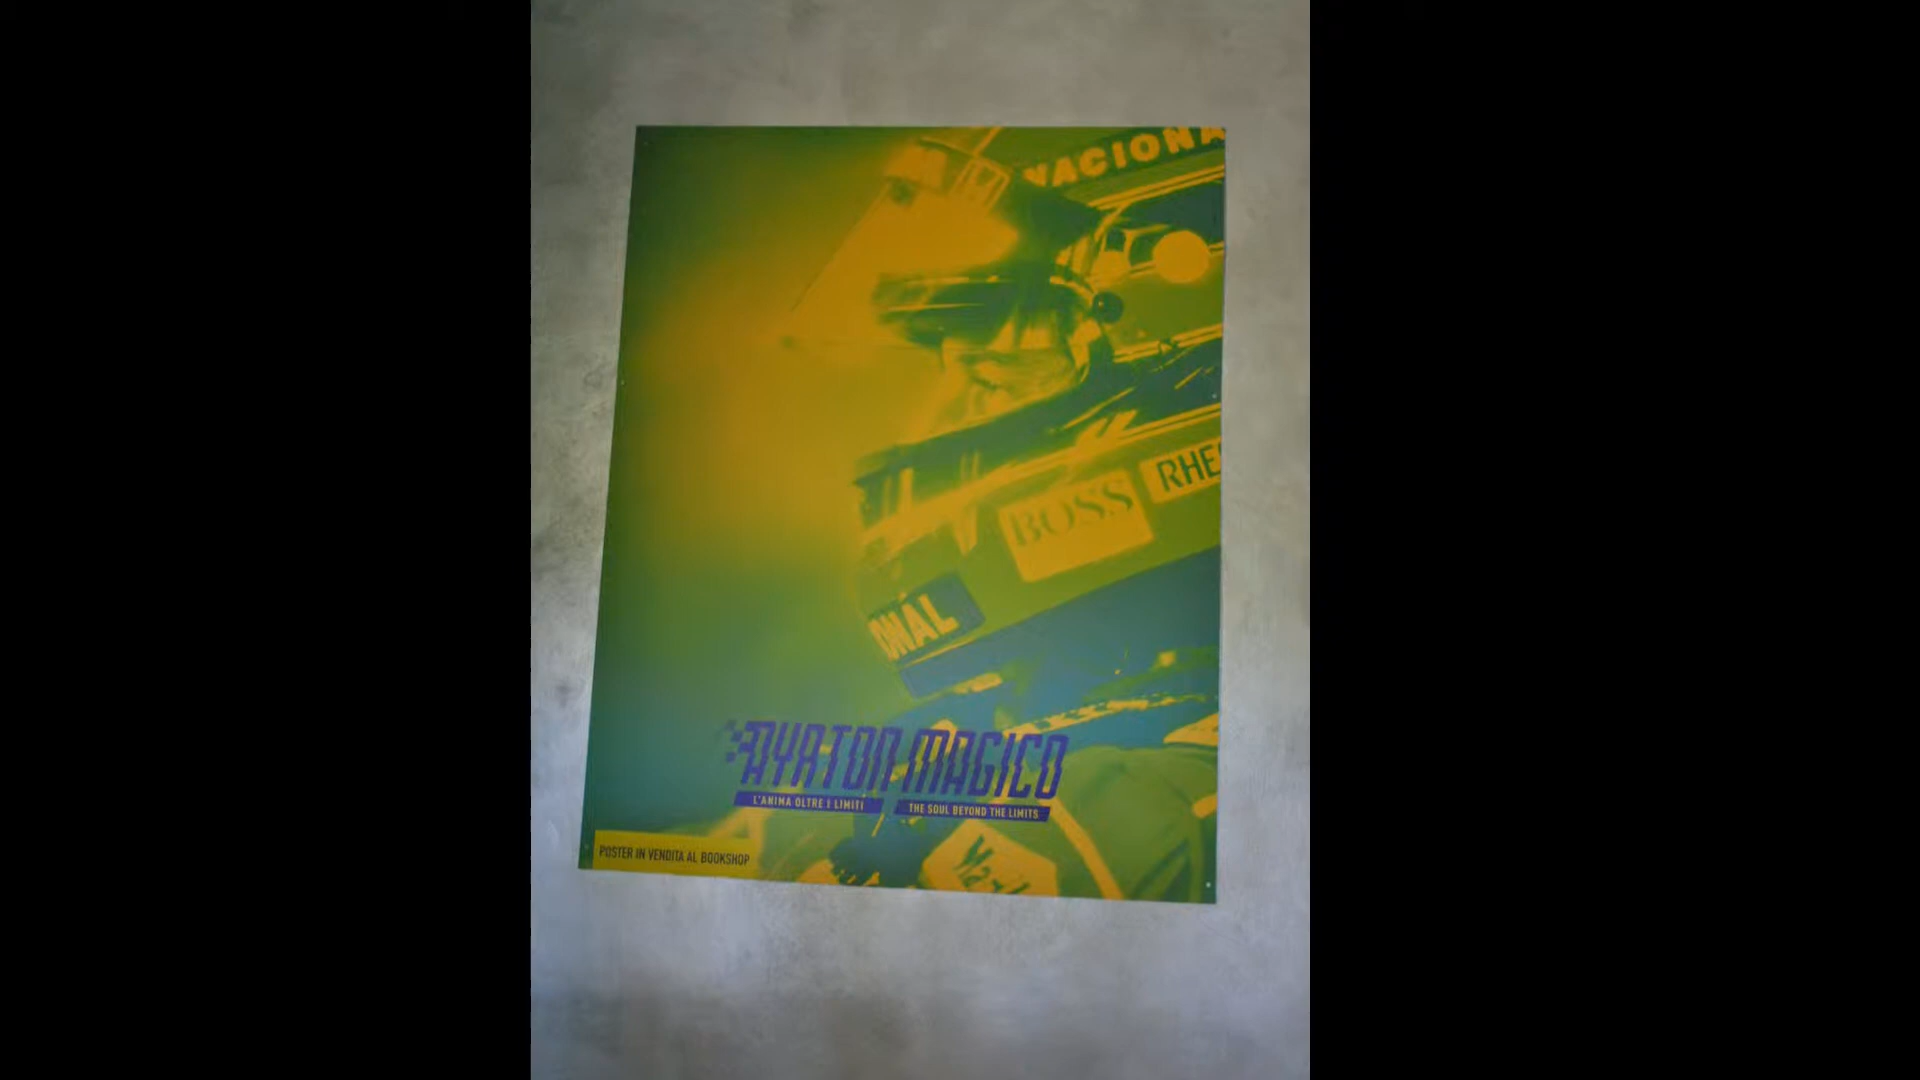 NACIONA
RHE
BOSS
ONAL
AYRTON MAGICO
L'ANIMA OLTRE I LIMITI
THE SOUL BEYOND THE LIMITS
POSTER IN VENDITA AL BOOKSHOP